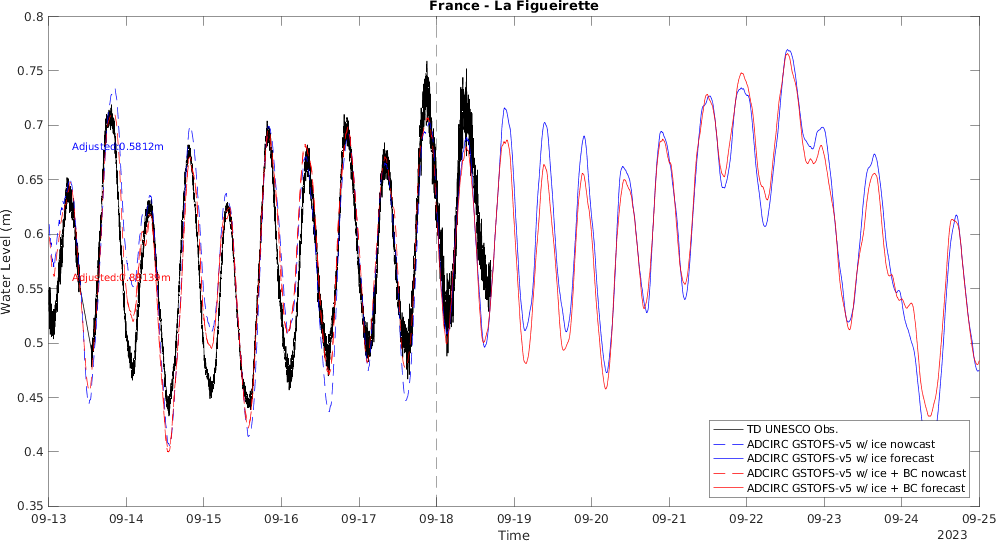 France - La Figueirette
0.8
0.75
0.7
0.65
0.6
0.55
0.5
0.45
0.4
0.35
Water Level (m)
Adjusted:0.5812m
TD UNESCO Obs.
ADCIRC GSTOFS-v5 w/ ice nowcast
ADCIRC GSTOFS-v5 w/ ice forecast
ADCIRC GSTOFS-v5 w/ ice + BC nowcast
ADCIRC GSTOFS-v5 w/ ice + BC forecast
09-13 09-14 09-15 09-16 09-17 09-18 09-19 09-20 09-21 09-22 09-23 09-24 09-25
Time
2023